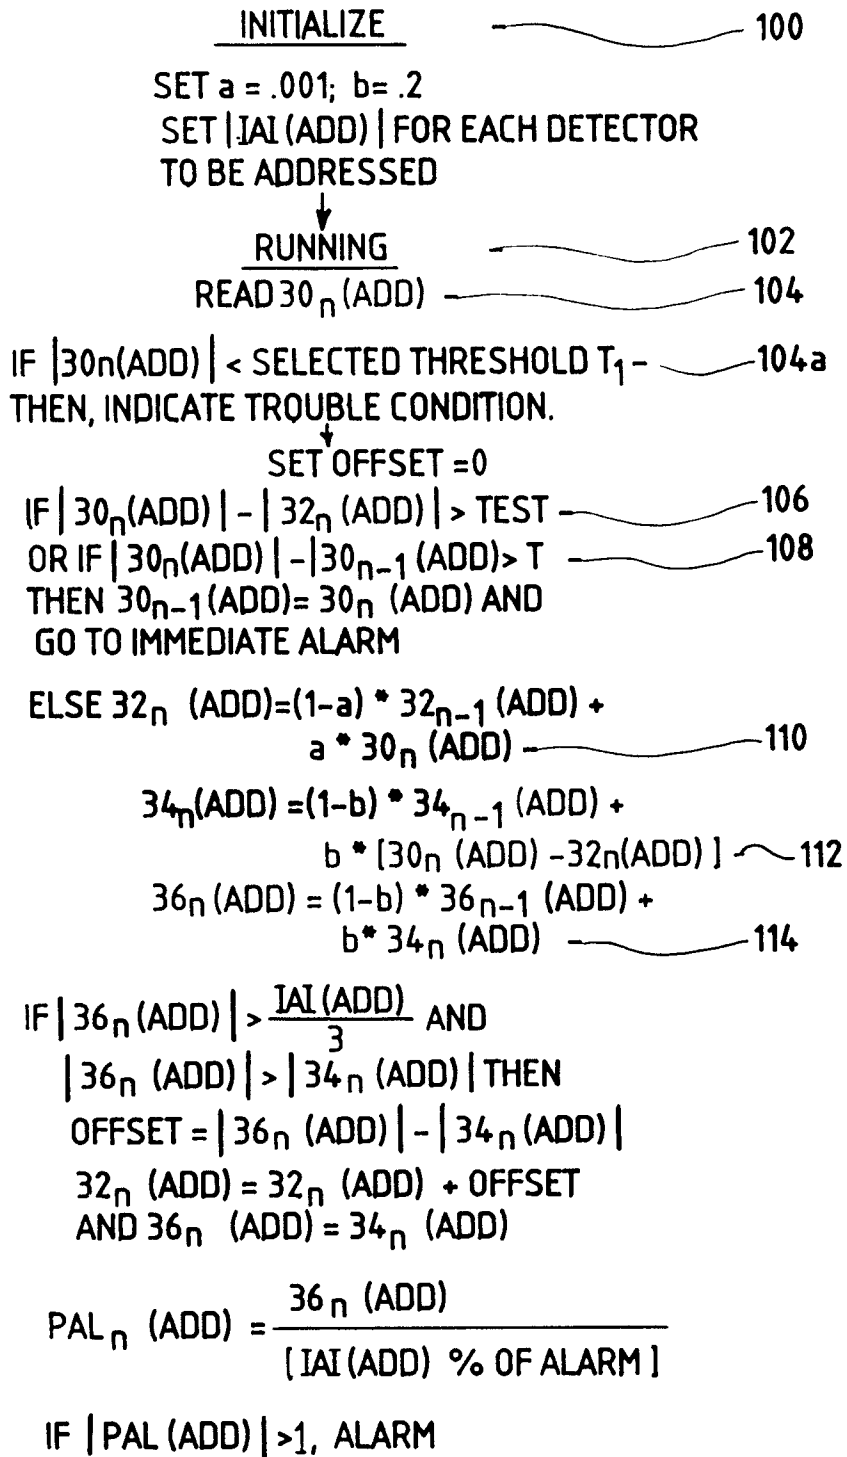 INITIALIZE 100
SET a = .001; b= .2
SET |IAI (ADD) | FOR EACH DETECTOR
TO BE ADDRESSED
RUNNING 102
READ 30n (ADD) 104
IF |30n(ADD) | < SELECTED THRESHOLD T1 - 104a
THEN, INDICATE TROUBLE CONDITION.
SET OFFSET =0
IF | 30n(ADD) | - | 32n (ADD) | > TEST 106
OR IF | 30n(ADD) | - |30n-1 (ADD)> T 108
THEN 30n-1 (ADD)= 30n (ADD) AND
GO TO IMMEDIATE ALARM
ELSE 32n (ADD)=(1-a) * 32n-1 (ADD) +
a * 30n (ADD) 110
34n(ADD) =(1-b) * 34n-1 (ADD) +
b * [30n (ADD) -32n(ADD) ] 112
36n (ADD) = (1-b) * 36n-1 (ADD) +
b* 34n (ADD) 114
IF | 36n (ADD) | > IAI (ADD) / 3 AND
| 36n (ADD) | > | 34n (ADD) | THEN
OFFSET = | 36n (ADD) | - | 34n (ADD) |
32n (ADD) = 32n (ADD) + OFFSET
AND 36n (ADD) = 34n (ADD)
PALn (ADD) = 36n (ADD) / [ IAI (ADD) % OF ALARM ]
IF | PAL (ADD) | >1, ALARM